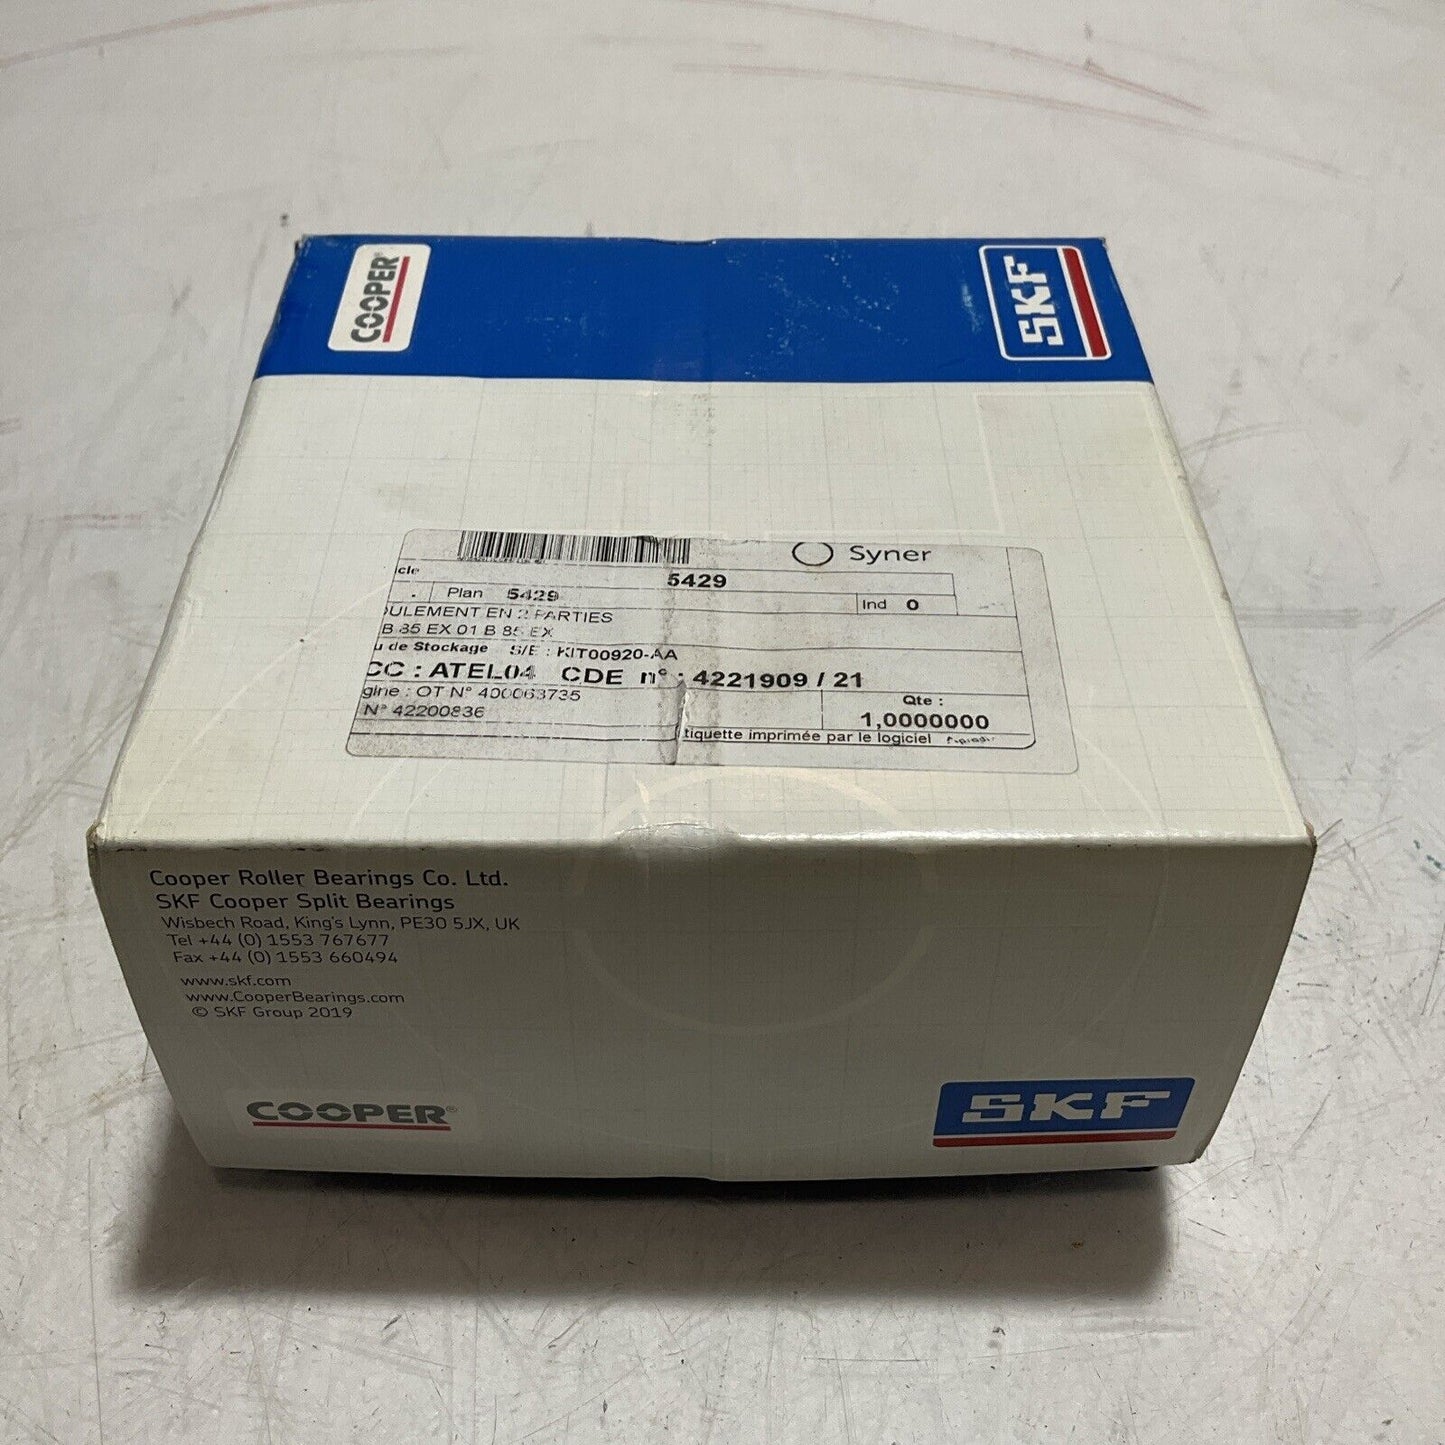 COOPER®
SKF
Syner
cle 5429
. Plan 5429 Ind 0
OULEMENT EN 2 PARTIES
B 85 EX 01 B 85 EX
u de Stockage S/E : KIT00920-AA
CC : ATEL04 CDE n° : 4221909 / 21
gine : OT N° 400063735 Qte :
N° 42200836 1,0000000
tiquette imprimée par le logiciel
Cooper Roller Bearings Co. Ltd.
SKF Cooper Split Bearings
Wisbech Road, King's Lynn, PE30 5JX, UK
Tel +44 (0) 1553 767677
Fax +44 (0) 1553 660494
www.skf.com
www.CooperBearings.com
© SKF Group 2019
COOPER®
SKF